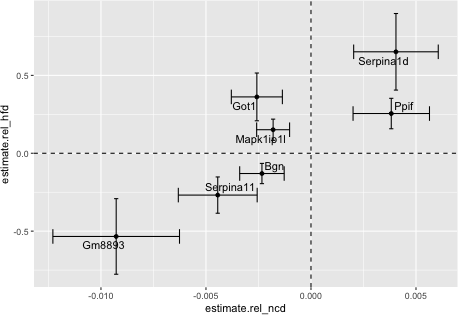 estimate.rel_hfd
0.5
0.0
-0.5
Serpina1d
Got1
Ppif
Mapk1ip1l
Bgn
Serpina11
Gm8893
-0.010
-0.005
0.000
0.005
estimate.rel_ncd